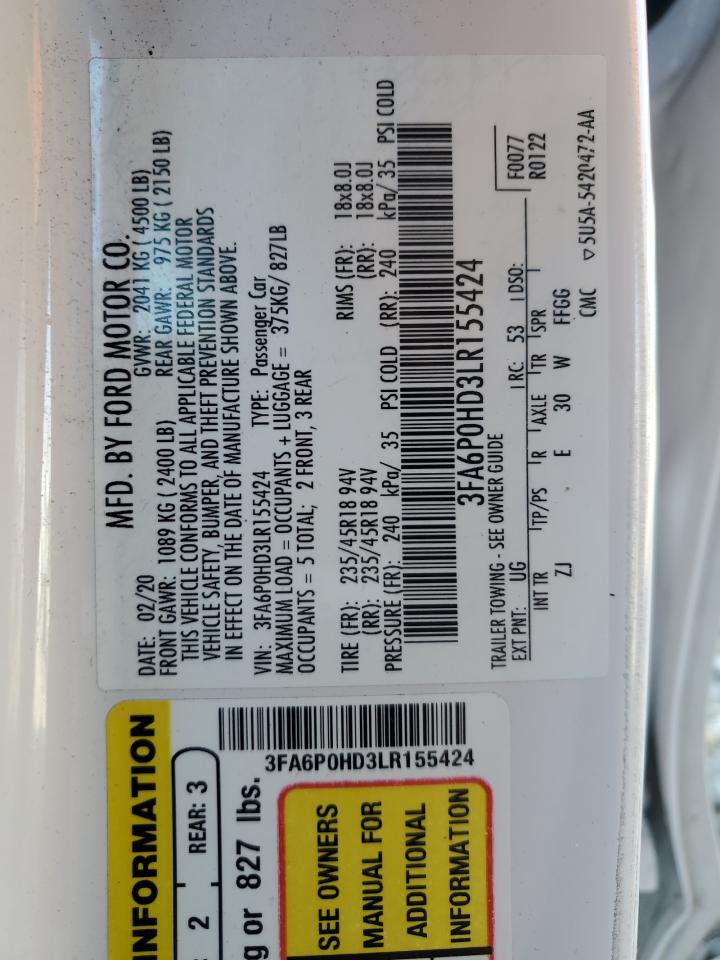 MFD. BY FORD MOTOR CO.
DATE: 02/20 GVWR: 2041 KG ( 4500 LB)
FRONT GAWR: 1089 KG ( 2400 LB) REAR GAWR: 975 KG ( 2150 LB)
THIS VEHICLE CONFORMS TO ALL APPLICABLE FEDERAL MOTOR
VEHICLE SAFETY, BUMPER, AND THEFT PREVENTION STANDARDS
IN EFFECT ON THE DATE OF MANUFACTURE SHOWN ABOVE.
VIN: 3FA6P0HD3LR155424 TYPE: Passenger Car
MAXIMUM LOAD = OCCUPANTS + LUGGAGE = 375KG/ 827LB
OCCUPANTS = 5 TOTAL; 2 FRONT, 3 REAR
TIRE (FR): 235/45R18 94V RIMS (FR): 18x8.0J
(RR): 235/45R18 94V (RR): 18x8.0J
PRESSURE (FR): 240 kPa/ 35 PSI COLD (RR): 240 kPa/ 35 PSI COLD
3FA6P0HD3LR155424
TRAILER TOWING - SEE OWNER GUIDE F0077
EXT PNT: UG RC: 53 DSO: R0122
INT TR TP/PS R AXLE TR SPR
ZJ E 30 W FFGG
CMC ▽5U5A-5420472-AA
INFORMATION
2 REAR: 3
g or 827 lbs.
3FA6P0HD3LR155424
SEE OWNERS
MANUAL FOR
ADDITIONAL
INFORMATION